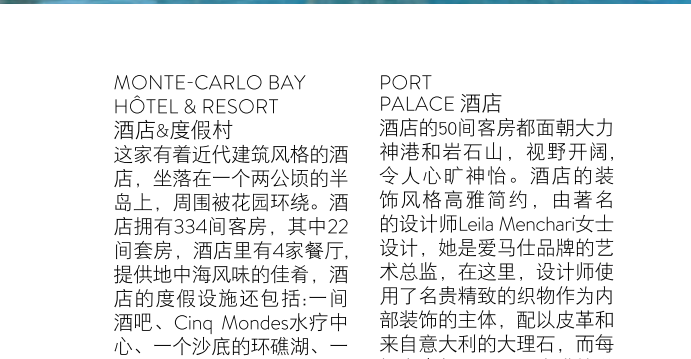 MONTE-CARLO BAY
HÔTEL & RESORT
酒店&度假村
这家有着近代建筑风格的酒
店，坐落在一个两公顷的半
岛上，周围被花园环绕。酒
店拥有334间客房，其中22
间套房，酒店里有4家餐厅,
提供地中海风味的佳肴，酒
店的度假设施还包括:一间
酒吧、Cinq Mondes水疗中
心、一个沙底的环礁湖、一
PORT
PALACE 酒店
酒店的50间客房都面朝大力
神港和岩石山，视野开阔,
令人心旷神怡。酒店的装
饰风格高雅简约，由著名
的设计师Leila Menchari女士
设计，她是爱马仕品牌的艺
术总监，在这里，设计师使
用了名贵精致的织物作为内
部装饰的主体，配以皮革和
来自意大利的大理石，而每